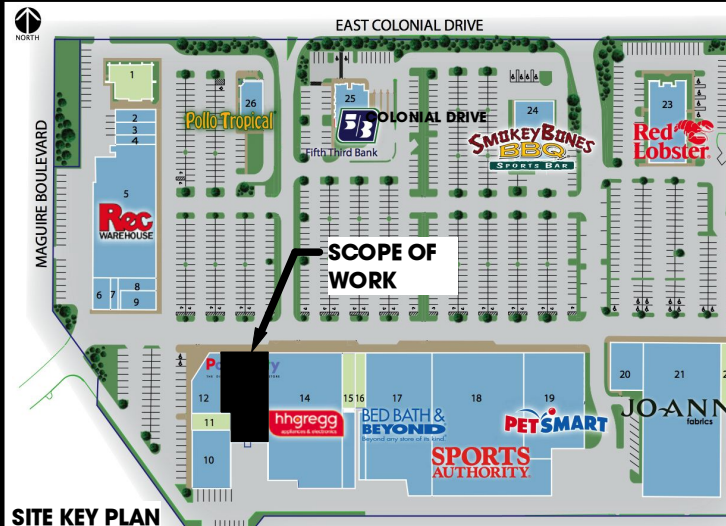 NORTH
EAST COLONIAL DRIVE
MAGUIRE BOULEVARD
1
2
3
4
5
Rec
WAREHOUSE
6 7 8
9
26
Pollo Tropical
25
53
COLONIAL DRIVE
Fifth Third Bank
24
SMOKEY BONES
BBQ
SPORTS BAR
23
Red
Lobster
SCOPE OF
WORK
12
11
10
14
hhgregg
appliances & electronics
15 16
17
BED BATH &
BEYOND
Beyond any store of its kind.
18
SPORTS
AUTHORITY
19
PETSMART
20
21
JO-ANN
fabrics
SITE KEY PLAN